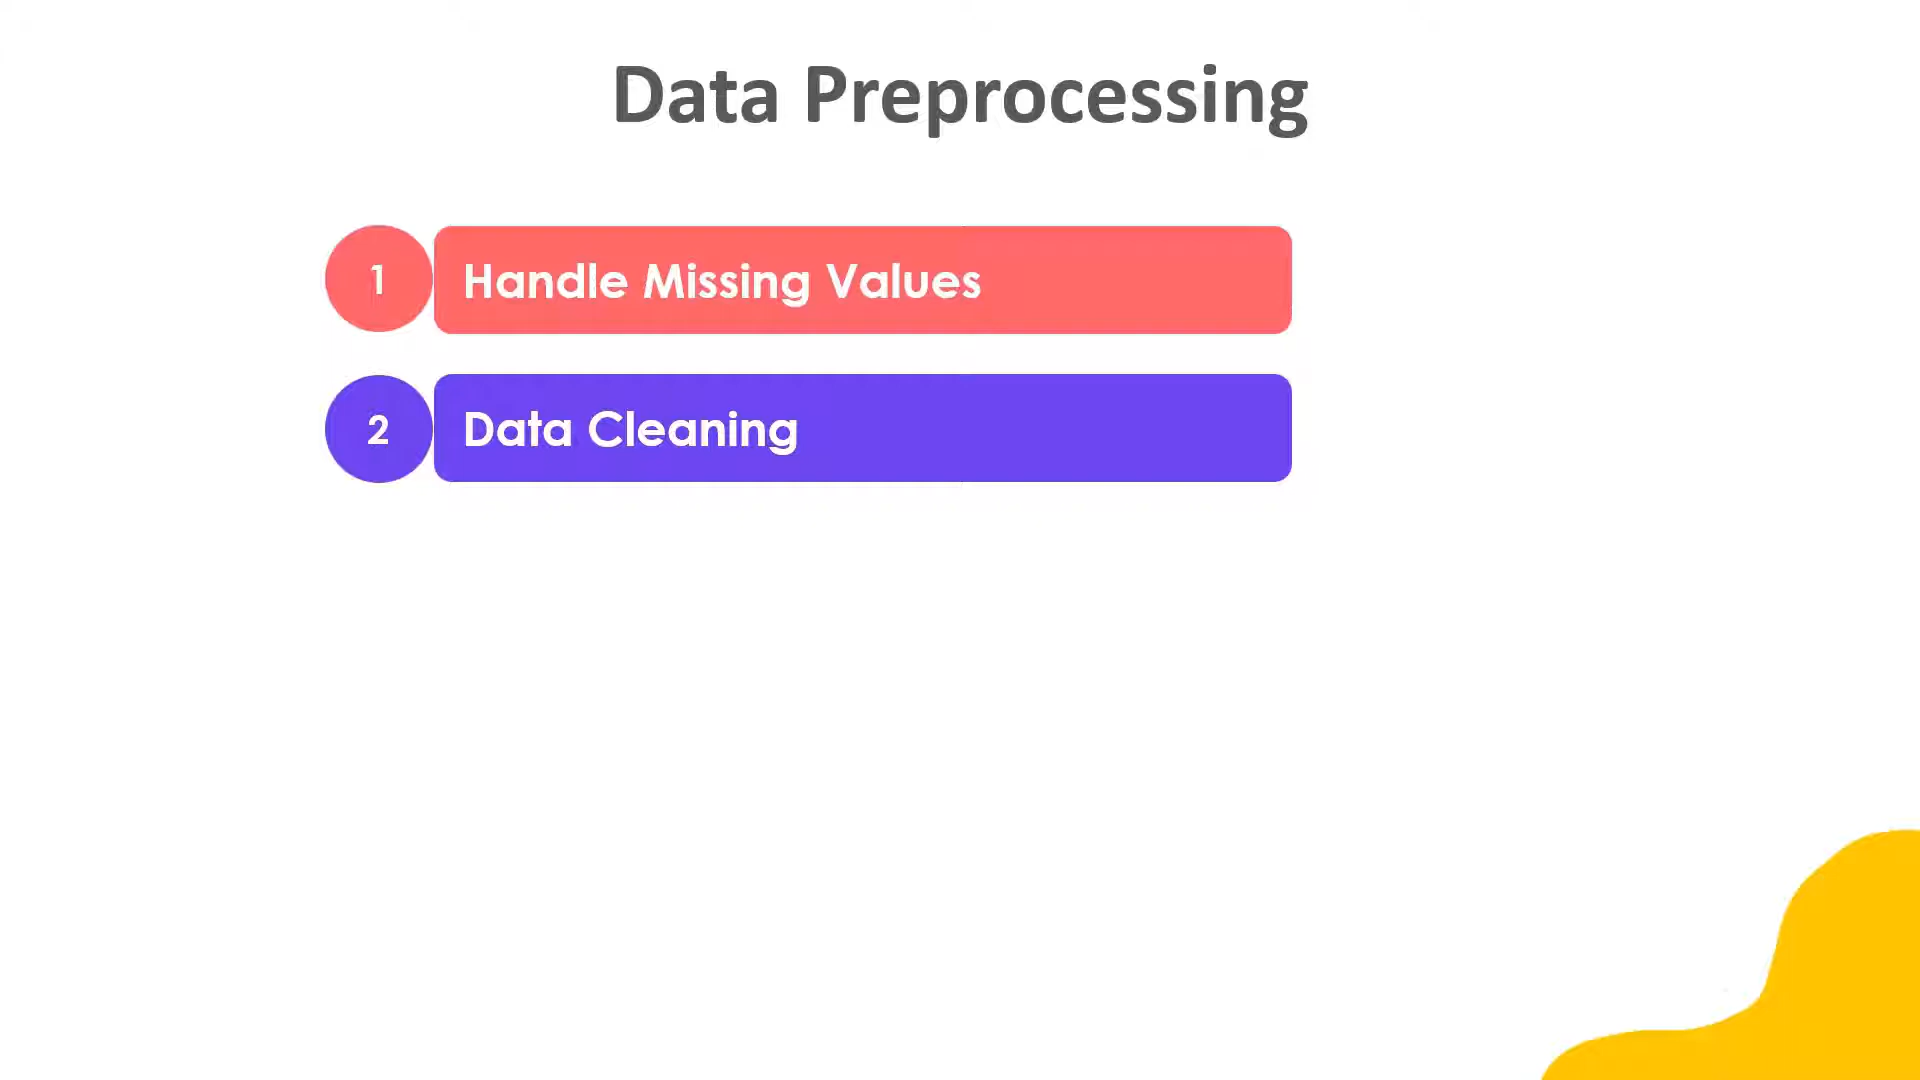 Data Preprocessing
1 Handle Missing Values
2 Data Cleaning